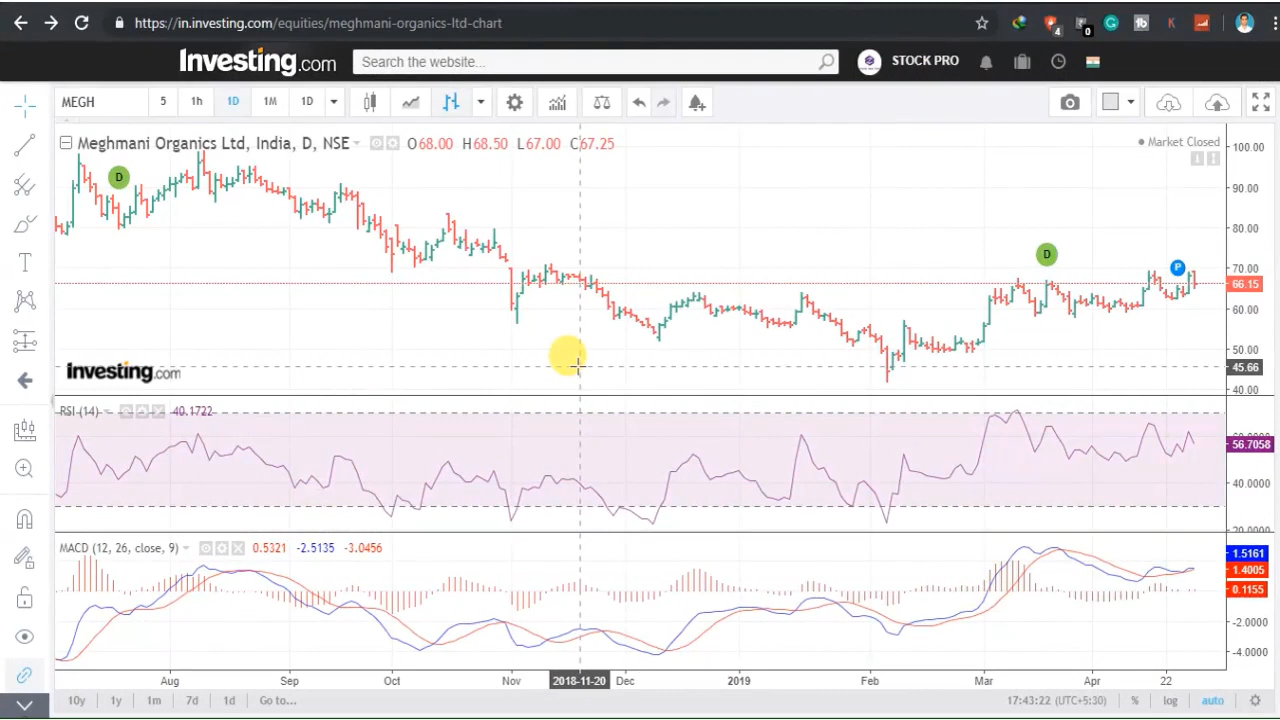 https://in.investing.com/equities/meghmani-organics-ltd-chart
4
0
G
tb
K
Investing.com
Search the website...
STOCK PRO
MEGH
5
1h
1D
1M
1D
Meghmani Organics Ltd, India, D, NSE
O68.00 H68.50 L67.00 C67.25
Market Closed
D
D
P
100.00
90.00
80.00
70.00
66.15
60.00
50.00
45.66
40.00
Investing.com
RSI (14)
40.1722
56.7058
40.0000
20.0000
MACD (12, 26, close, 9)
0.5321 -2.5135 -3.0456
1.5161
1.4005
0.1155
-2.0000
-4.0000
Aug
Sep
Oct
Nov
2018-11-20
Dec
2019
Feb
Mar
Apr
22
10y
1y
1m
7d
1d
Go to...
17:43:22 (UTC+5:30)
%
log
auto